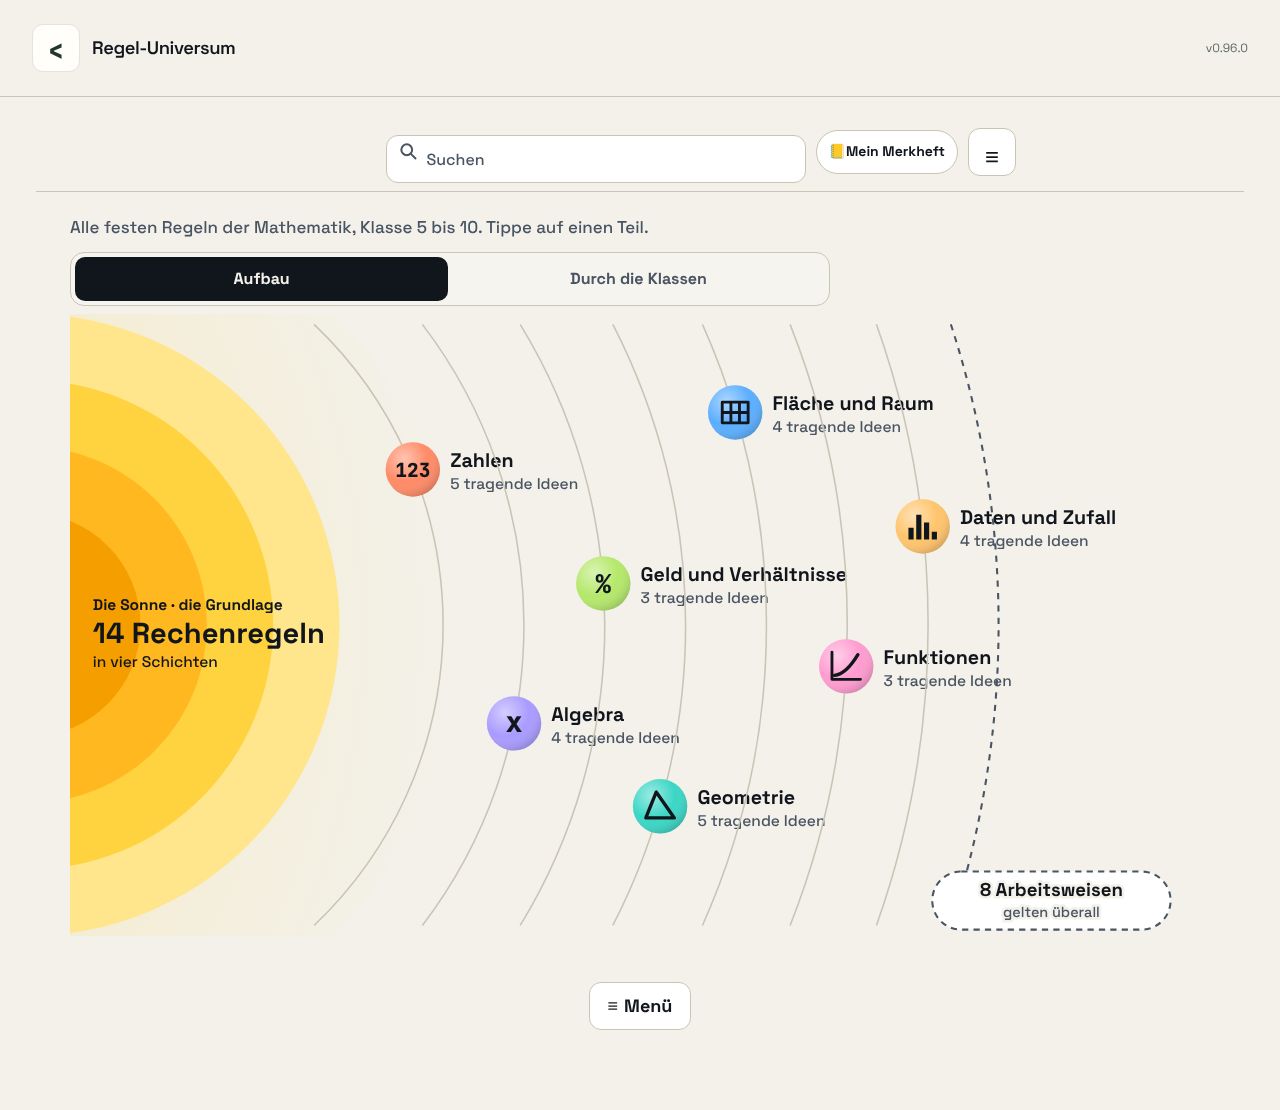 <
Regel-Universum
v0.96.0
Suchen
📒Mein Merkheft
≡
Alle festen Regeln der Mathematik, Klasse 5 bis 10. Tippe auf einen Teil.
Aufbau
Durch die Klassen
Fläche und Raum
4 tragende Ideen
123
Zahlen
5 tragende Ideen
Daten und Zufall
4 tragende Ideen
%
Geld und Verhältnisse
3 tragende Ideen
Die Sonne · die Grundlage
14 Rechenregeln
in vier Schichten
Funktionen
3 tragende Ideen
x
Algebra
4 tragende Ideen
Geometrie
5 tragende Ideen
8 Arbeitsweisen
gelten überall
≡ Menü